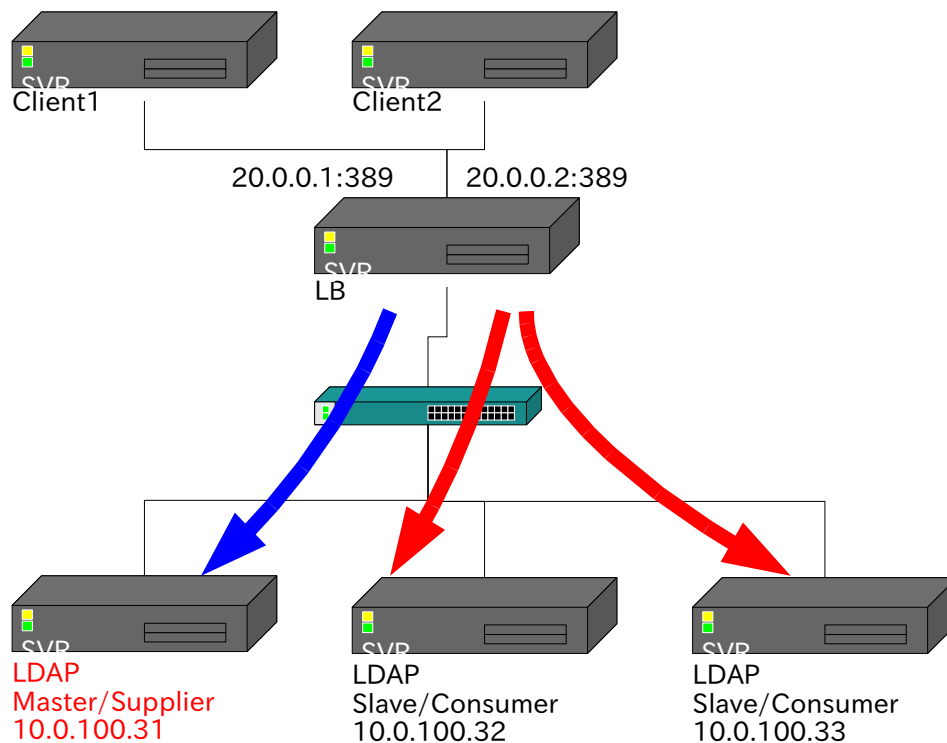 SVR
Client1
SVR
Client2
20.0.0.1:389
20.0.0.2:389
SVR
LB
SVR
LDAP
Master/Supplier
10.0.100.31
SVR
LDAP
Slave/Consumer
10.0.100.32
SVR
LDAP
Slave/Consumer
10.0.100.33